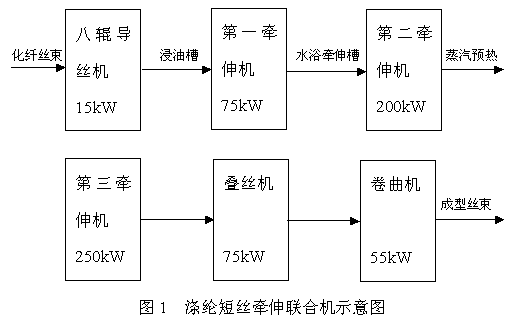 化纤丝束
八辊导
丝机
15kW
浸油槽
第一牵
伸机
75kW
水浴牵伸槽
第二牵
伸机
200kW
蒸汽预热
第三牵
伸机
250kW
叠丝机
75kW
卷曲机
55kW
成型丝束
图1 涤纶短丝牵伸联合机示意图